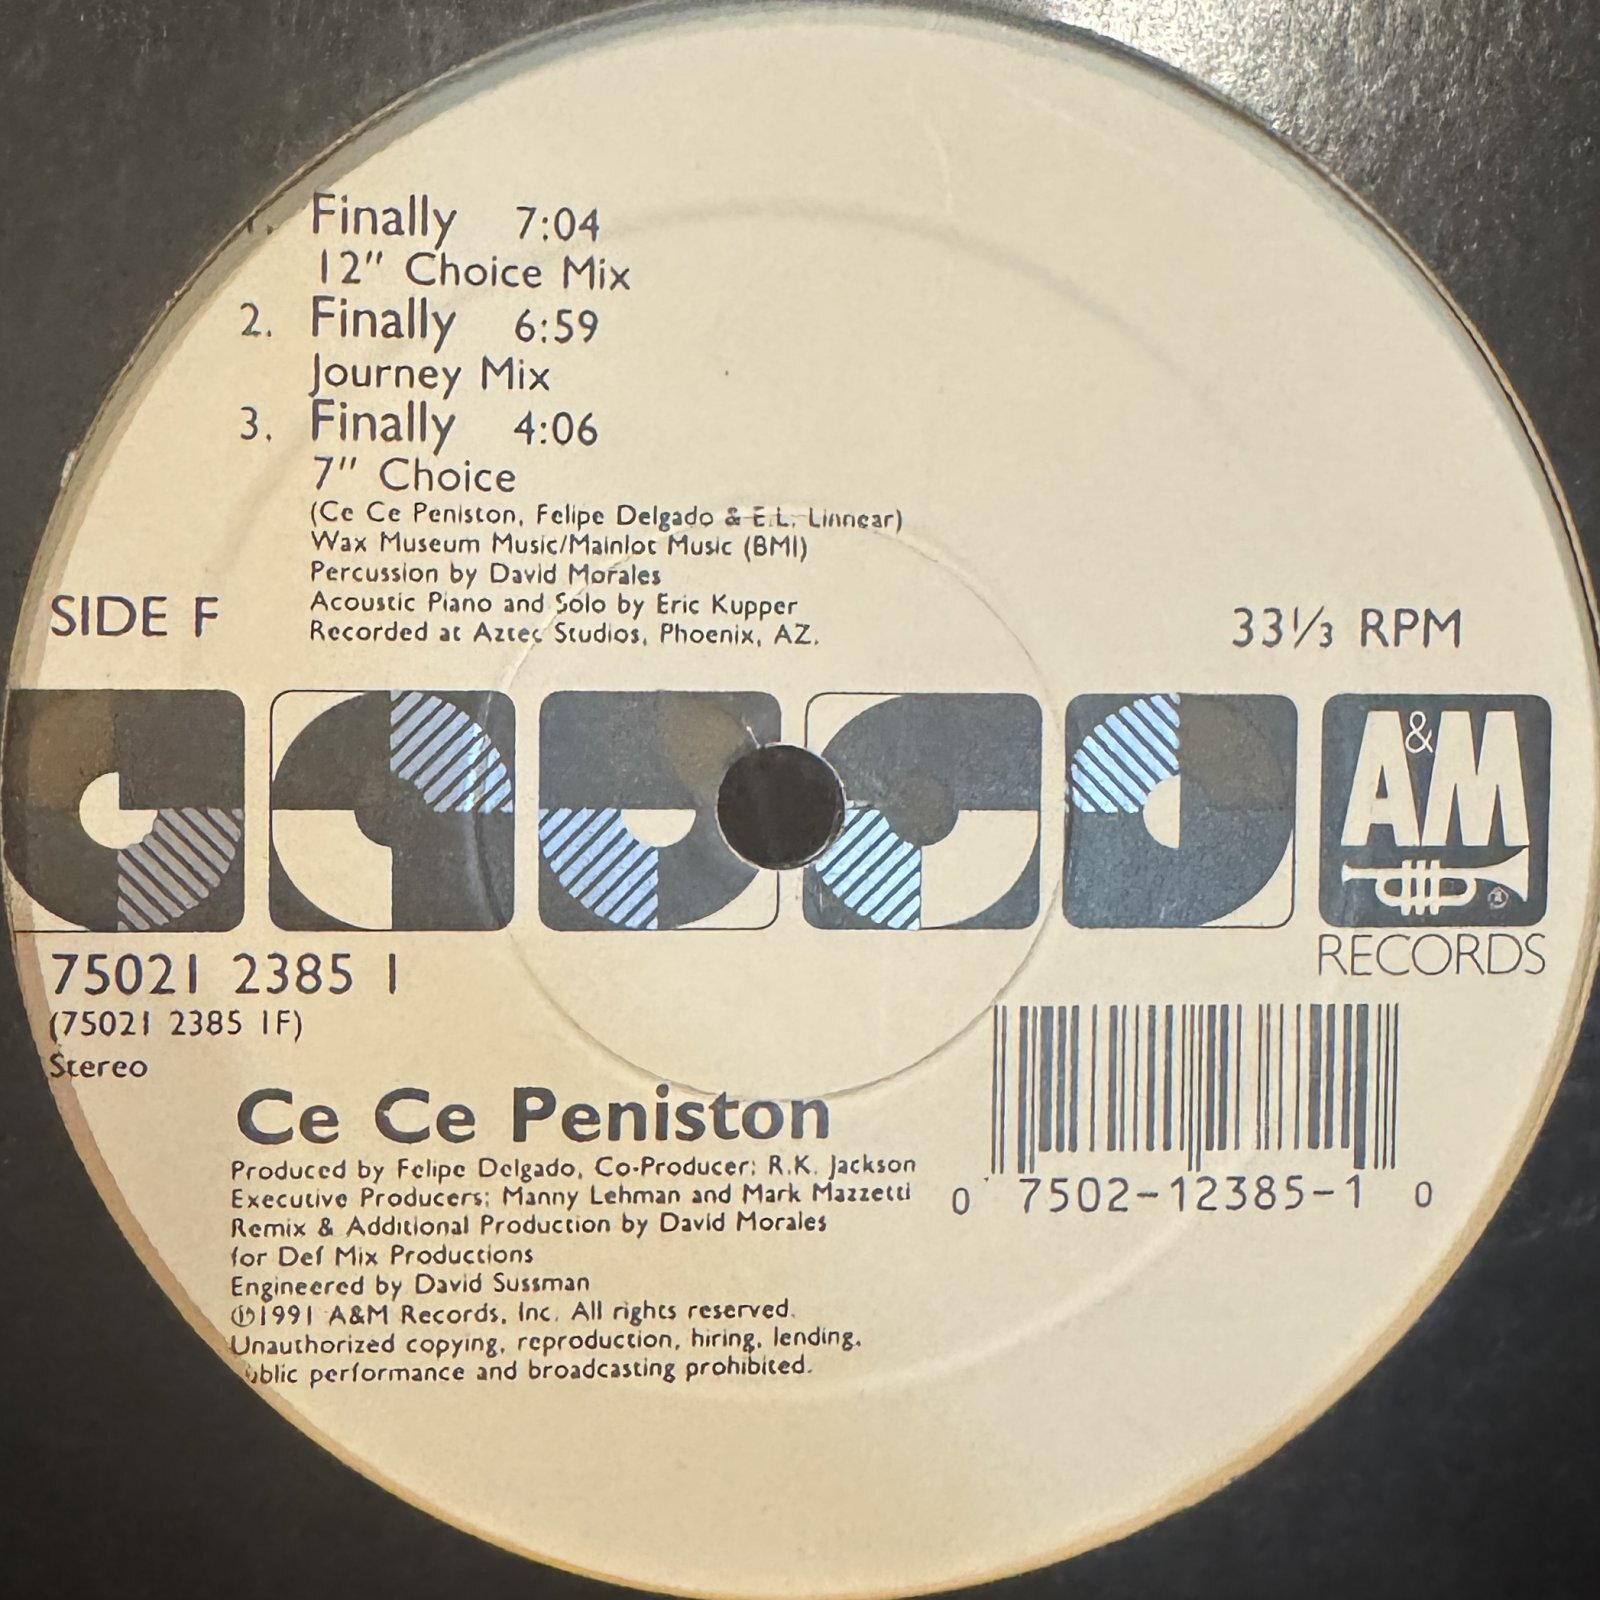 1. Finally 7:04
12" Choice Mix
2. Finally 6:59
Journey Mix
3. Finally 4:06
7" Choice
(Ce Ce Peniston, Felipe Delgado & E.L. Linnear)
Wax Museum Music/Mainlot Music (BMI)
Percussion by David Morales
Acoustic Piano and Solo by Eric Kupper
Recorded at Aztec Studios, Phoenix, AZ.
SIDE F
33 1/3 RPM
A&M
®
RECORDS
75021 2385 1
(75021 2385 1F)
Stereo
Ce Ce Peniston
Produced by Felipe Delgado, Co-Producer: R.K. Jackson
Executive Producers: Manny Lehman and Mark Mazzetti
Remix & Additional Production by David Morales
for Def Mix Productions
Engineered by David Sussman
℗1991 A&M Records, Inc. All rights reserved.
Unauthorized copying, reproduction, hiring, lending,
public performance and broadcasting prohibited.
0 7502-12385-1 0